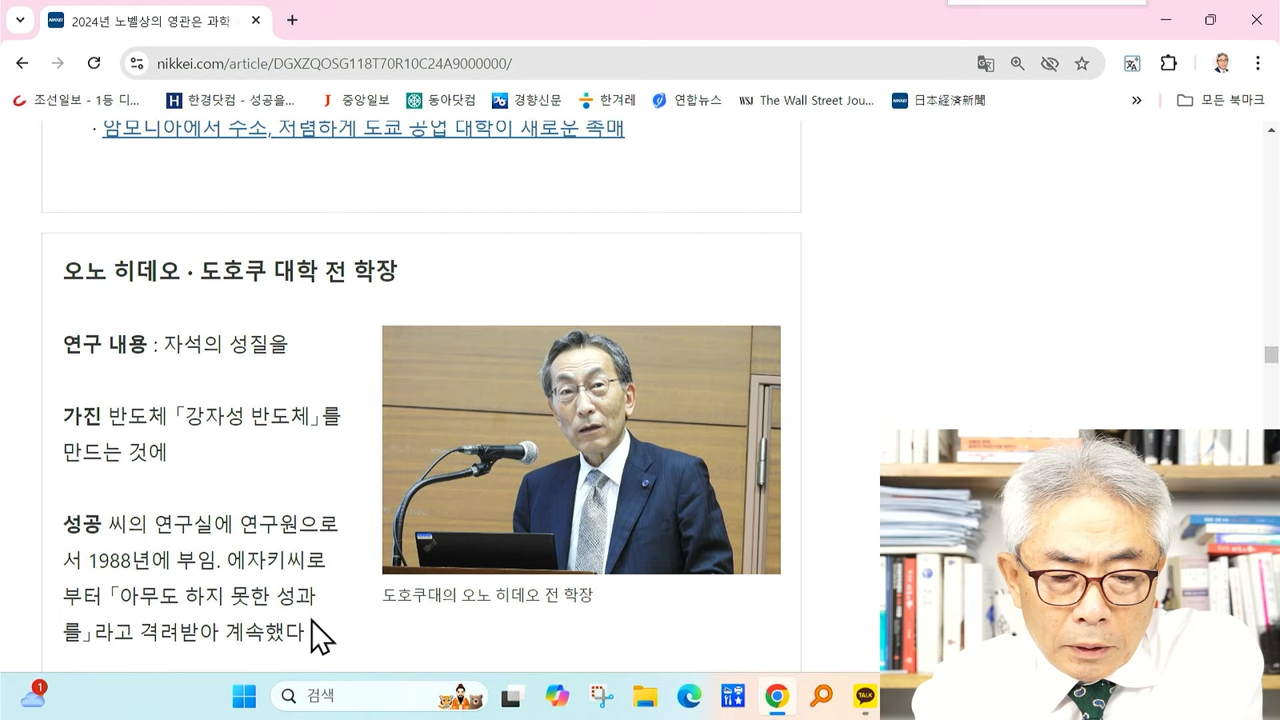 2024년 노벨상의 영관은 과학
nikkei.com/article/DGXZQOSG118T70R10C24A9000000/
조선일보 - 1등 디...
한경닷컴 - 성공을...
중앙일보
동아닷컴
경향신문
한겨레
연합뉴스
WSJ The Wall Street Jou...
日本経済新聞
모든 북마크
· 암모니아에서 수소, 저렴하게 도쿄 공업 대학이 새로운 촉매
오노 히데오 · 도호쿠 대학 전 학장
연구 내용 : 자석의 성질을
가진 반도체 「강자성 반도체」를
만드는 것에
성공 씨의 연구실에 연구원으로
서 1988년에 부임. 에자키씨로
부터 「아무도 하지 못한 성과
를」라고 격려받아 계속했다
도호쿠대의 오노 히데오 전 학장
1
검색
TALK